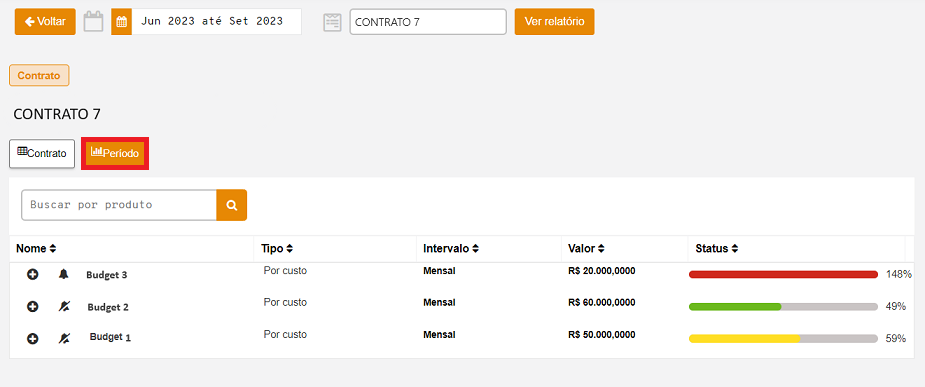 Voltar Jun 2023 até Set 2023 CONTRATO 7 Ver relatório
Contrato
CONTRATO 7
Contrato Período
Buscar por produto
Nome Tipo Intervalo Valor Status
Budget 3 Por custo Mensal R$ 20.000,0000 148%
Budget 2 Por custo Mensal R$ 60.000,0000 49%
Budget 1 Por custo Mensal R$ 50.000,0000 59%